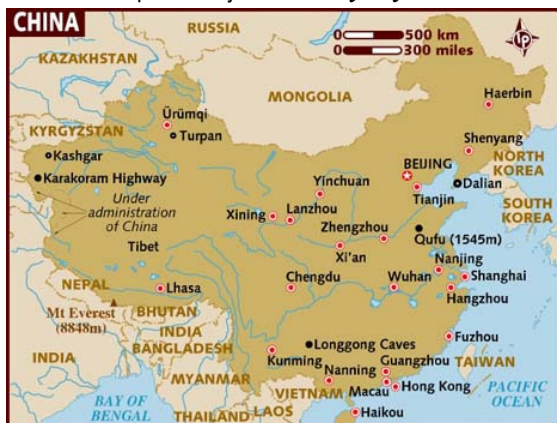 CHINA
RUSSIA
0 500 km
0 300 miles
lp
KAZAKHSTAN
MONGOLIA
Haerbin
Ürümqi
Turpan
KYRGYZSTAN
Shenyang
NORTH
KOREA
Kashgar
BEIJING
Karakoram Highway
Yinchuan
Tianjin
Dalian
SOUTH
KOREA
Under
administration
of China
Xining
Lanzhou
Zhengzhou
Qufu (1545m)
Tibet
Xi'an
Nanjing
NEPAL
Lhasa
Chengdu
Wuhan
Shanghai
Hangzhou
Mt Everest
(8848m)
BHUTAN
INDIA
BANGLADESH
Longgong Caves
Fuzhou
INDIA
Kunming
Guangzhou
TAIWAN
MYANMAR
Nanning
Macau
Hong Kong
PACIFIC
OCEAN
BAY OF
BENGAL
VIETNAM
THAILAND
LAOS
Haikou